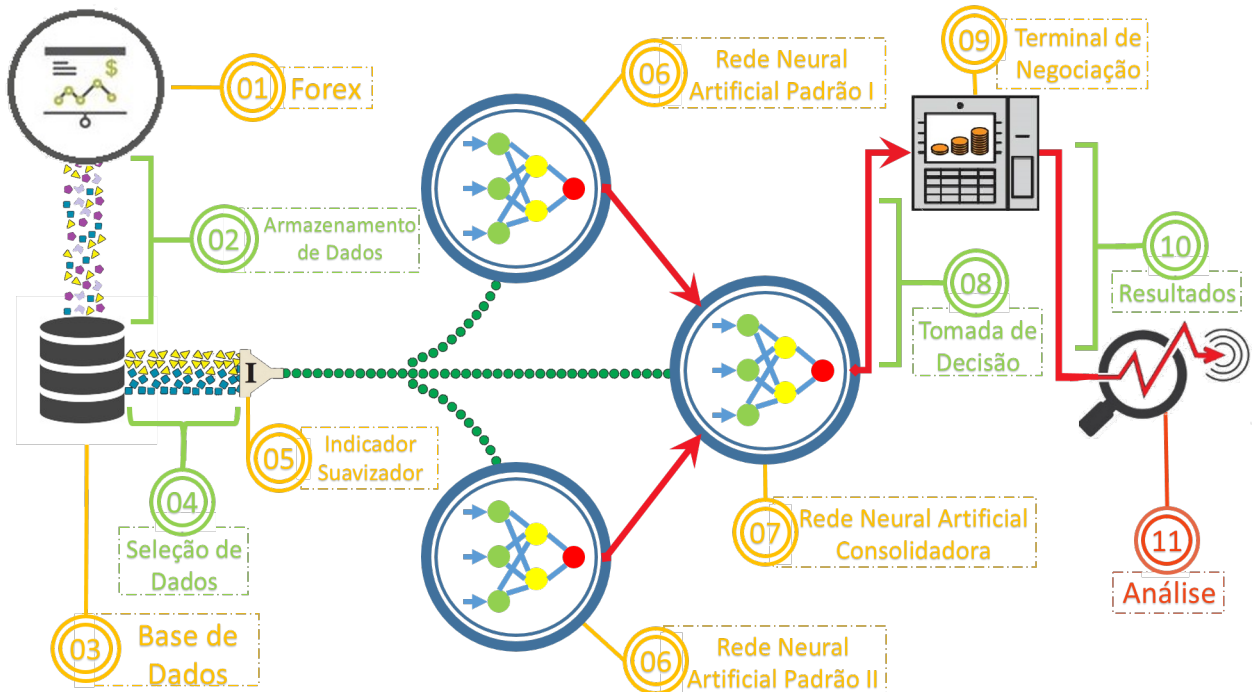 01
Forex
$
02
Armazenamento
de Dados
03
Base de
Dados
04
Seleção de
Dados
I
05
Indicador
Suavizador
06
Rede Neural
Artificial Padrão I
06
Rede Neural
Artificial Padrão II
07
Rede Neural Artificial
Consolidadora
08
Tomada de
Decisão
09
Terminal de
Negociação
10
Resultados
11
Análise